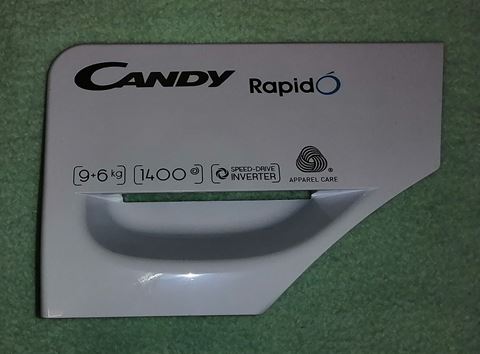 CANDY RapidÓ
9+6 kg 1400 SPEED-DRIVE
INVERTER
APPAREL CARE